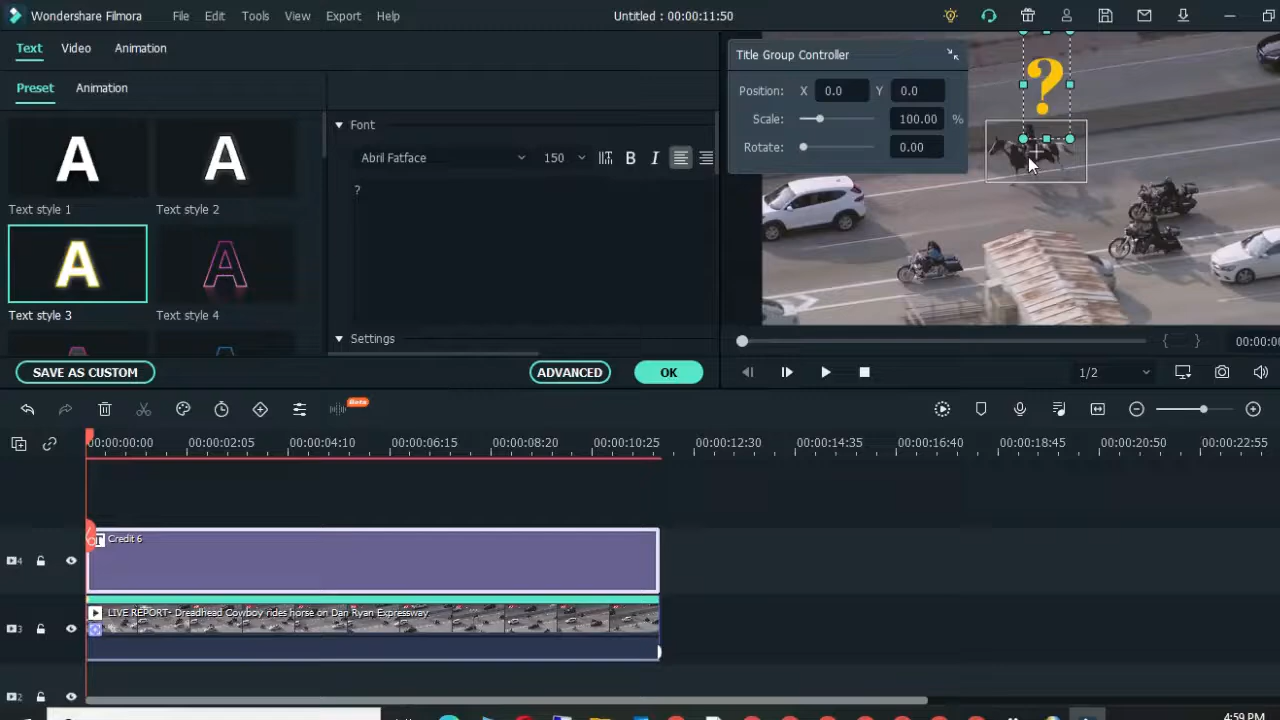 Wondershare Filmora
File Edit Tools View Export Help
Untitled : 00:00:11:50
Text Video Animation
Preset Animation
A
Text style 1
A
Text style 2
A
Text style 3
A
Text style 4
Font
Abril Fatface 150 B I
?
Settings
SAVE AS CUSTOM
ADVANCED
OK
Title Group Controller
Position: X 0.0 Y 0.0
Scale: 100.00 %
Rotate: 0.00
?
1/2
Beta
00:00:00:00 00:00:02:05 00:00:04:10 00:00:06:15 00:00:08:20 00:00:10:25 00:00:12:30 00:00:14:35 00:00:16:40 00:00:18:45 00:00:20:50 00:00:22:55
4
T Credit 6
3
LIVE REPORT- Dreadhead Cowboy rides horse on Dan Ryan Expressway
2
4:59 PM